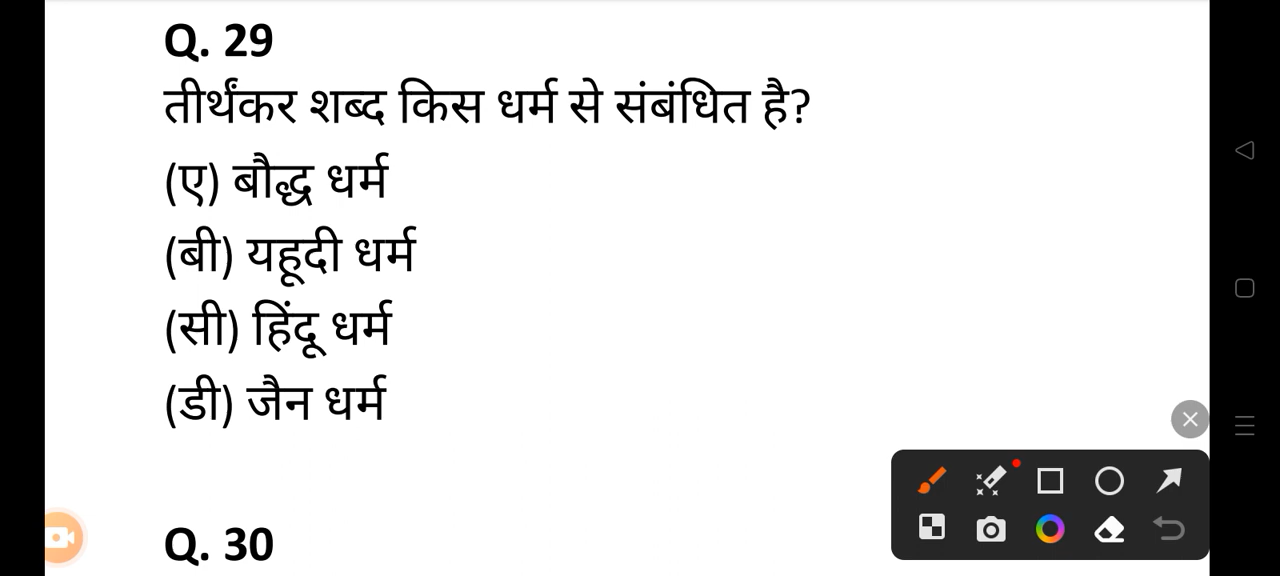 Q. 29
तीर्थंकर शब्द किस धर्म से संबंधित है?
(ए) बौद्ध धर्म
(बी) यहूदी धर्म
(सी) हिंदू धर्म
(डी) जैन धर्म
Q. 30